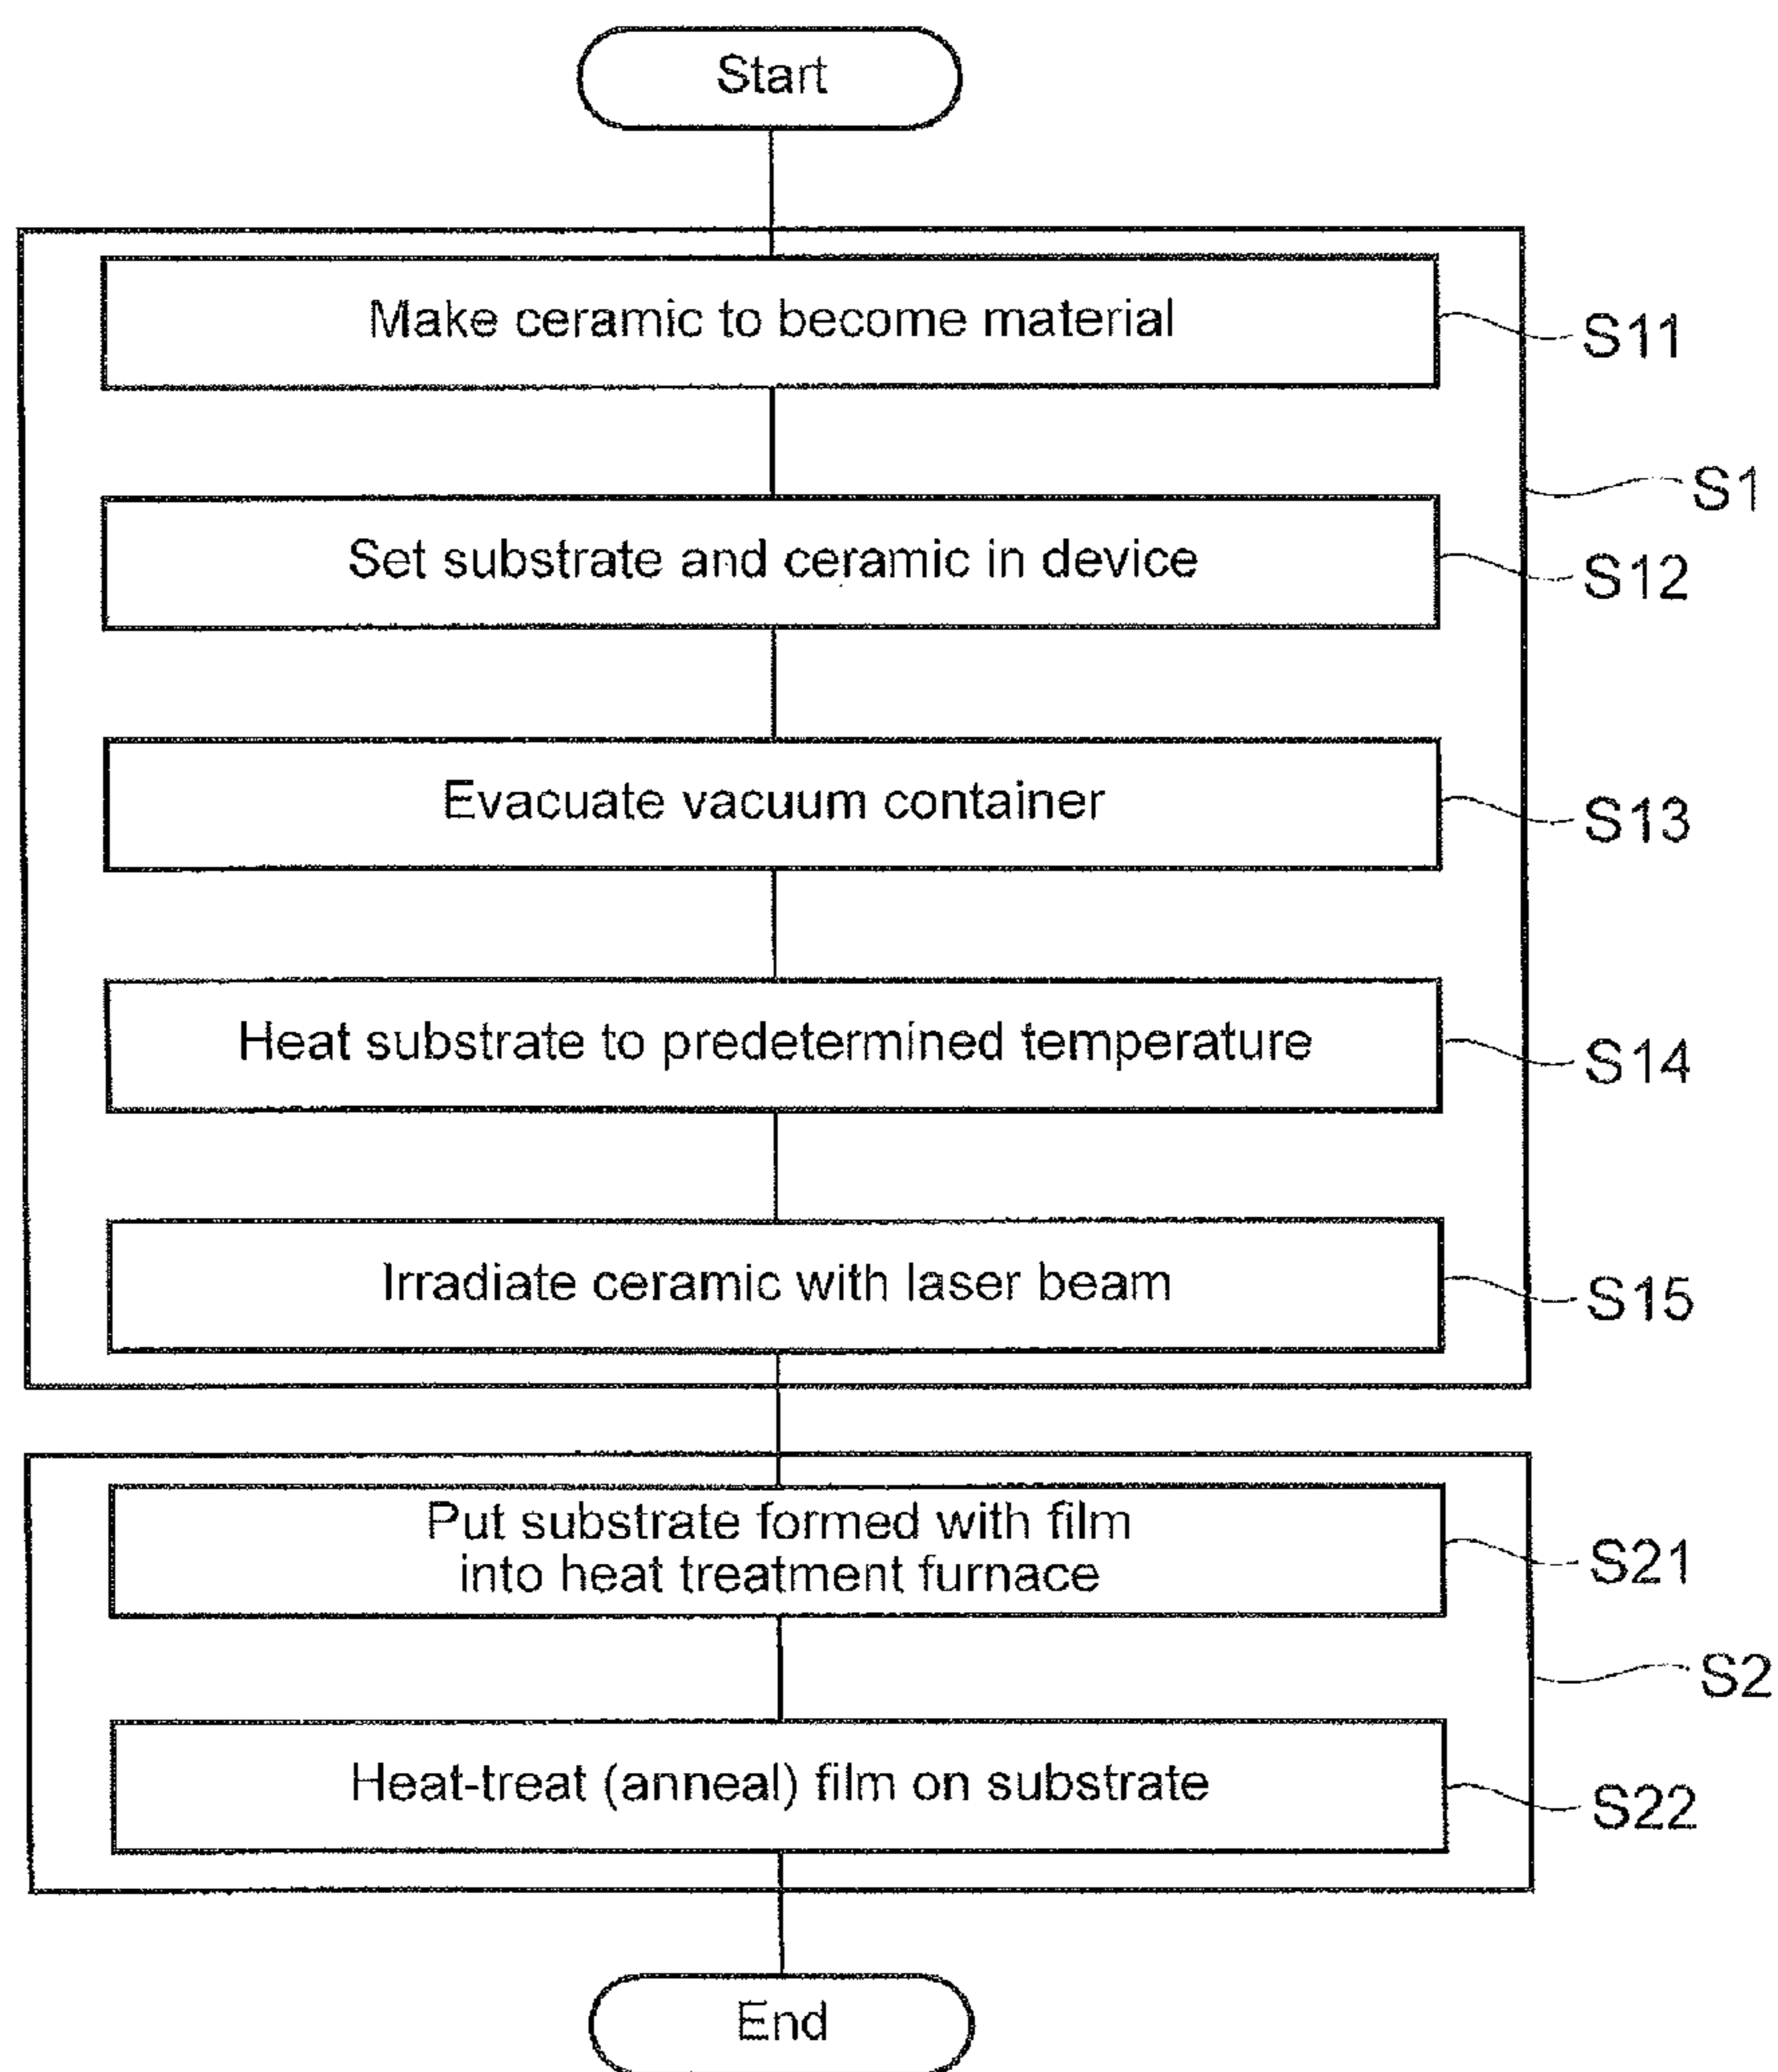 Start
Make ceramic to become material
S11
S1
Set substrate and ceramic in device
S12
Evacuate vacuum container
S13
Heat substrate to predetermined temperature
S14
Irradiate ceramic with laser beam
S15
Put substrate formed with film
into heat treatment furnace
S21
S2
Heat-treat (anneal) film on substrate
S22
End